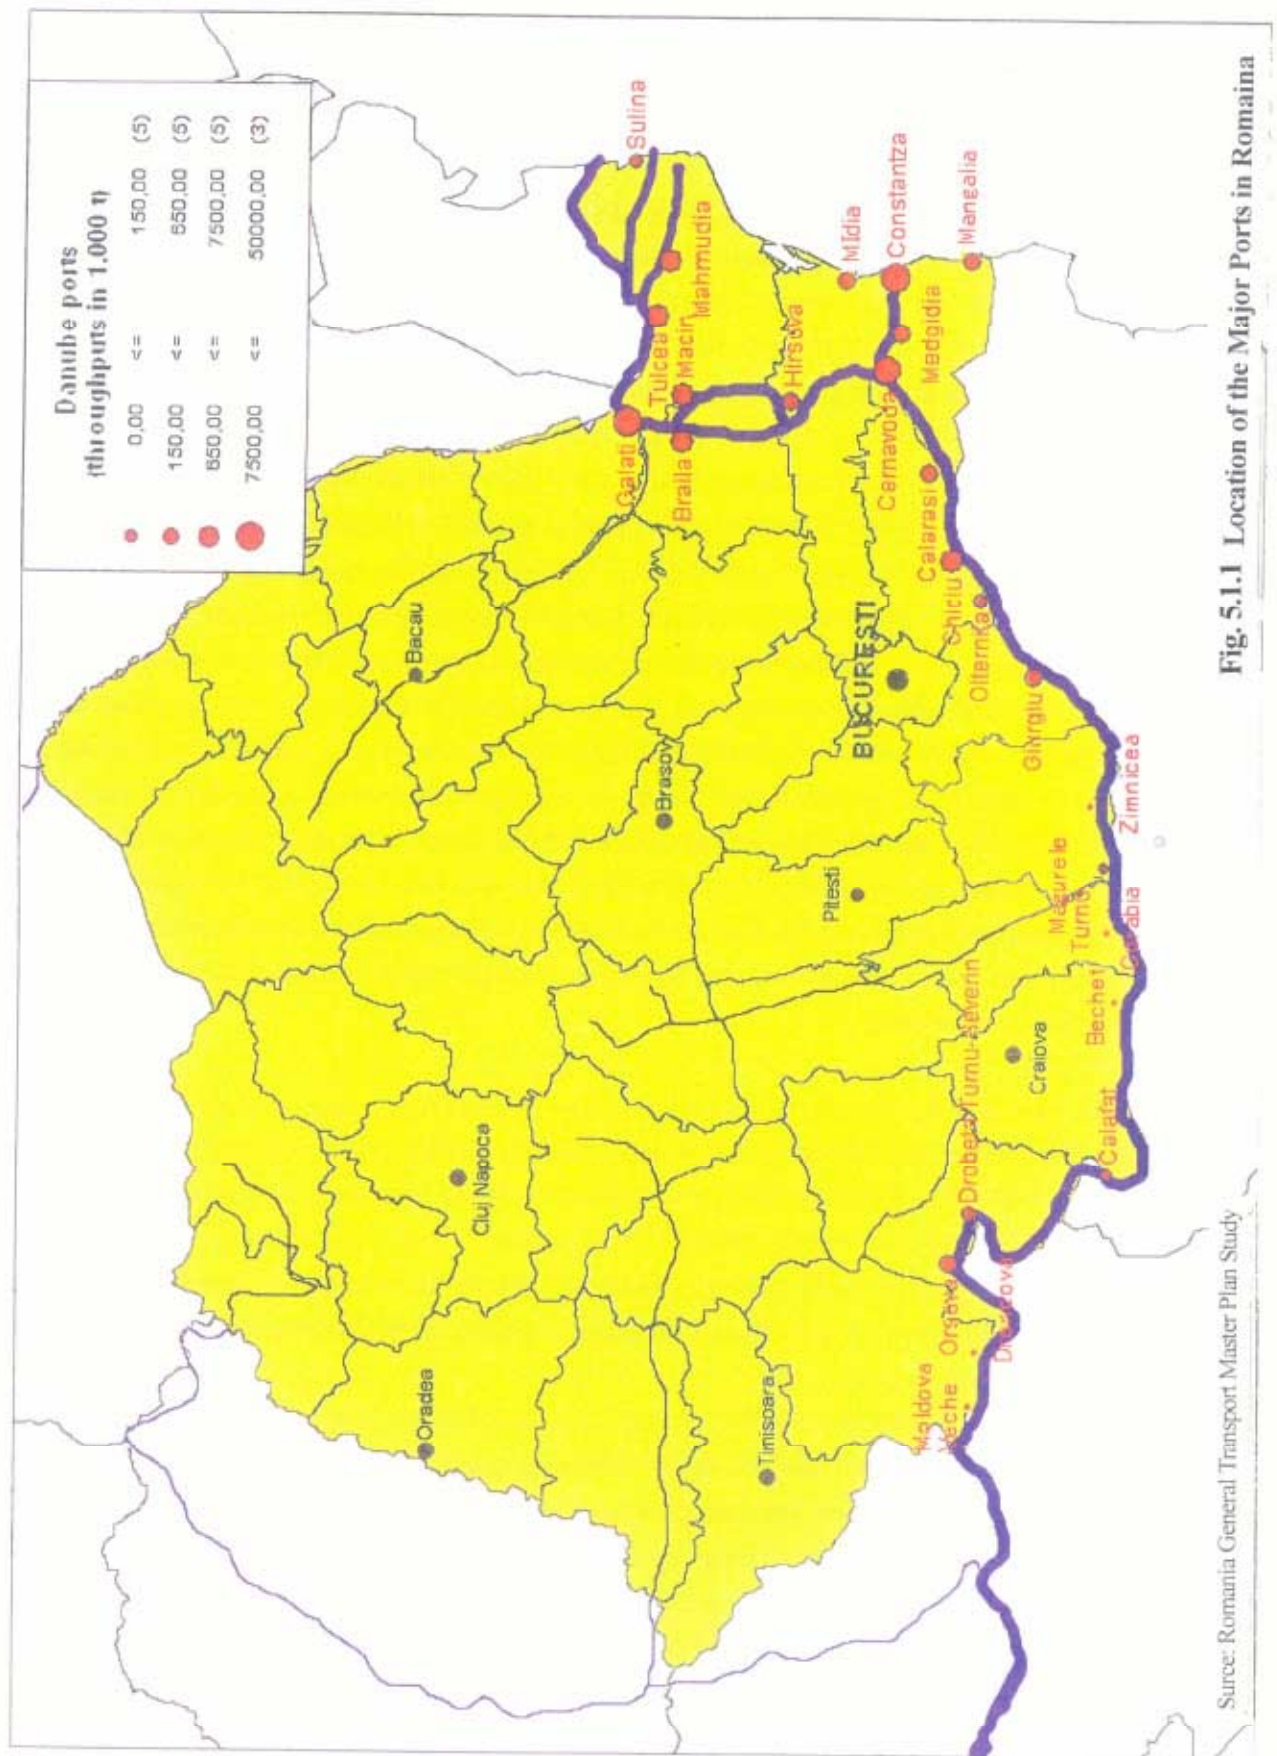 Danube ports
(throughputs in 1.000 t)
0,00 <= 150,00 (5)
150,00 <= 650,00 (5)
650,00 <= 7500,00 (5)
7500,00 <= 50000,00 (3)
Sulina
Mahmudia
Tulcea
Macin
Galati
Braila
Hirsova
Midia
Constantza
Mangalia
Medgidia
Cernavoda
Calarasi
Chiciu
Olternita
Giurgiu
Zimnicea
Turnu
Magurele
Bechet
Calafat
Drobeta Turnu-Severin
Orsova
Moldova
Veche
Bacau
BUCURESTI
Brasov
Pitesti
Craiova
Cluj Napoca
Oradea
Timisoara
Fig. 5.1.1 Location of the Major Ports in Romaina
Surce: Romania General Transport Master Plan Study